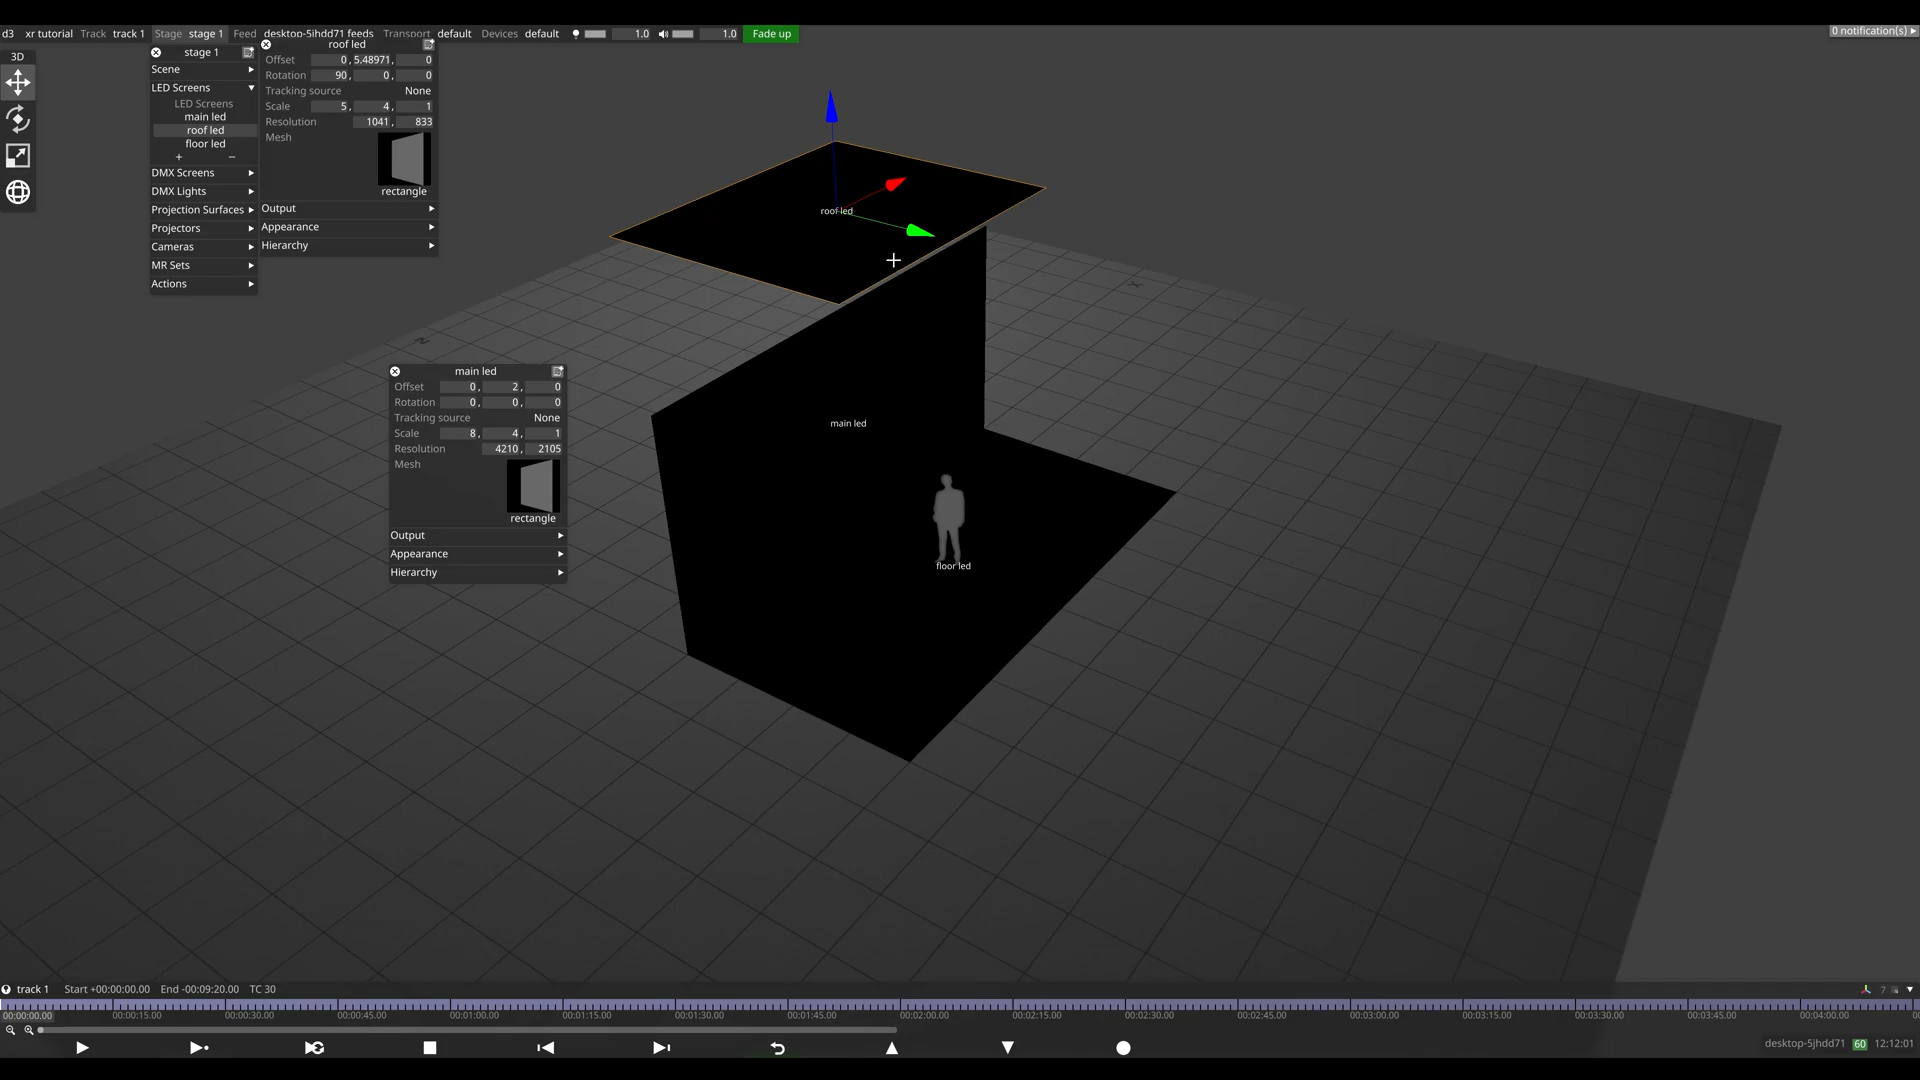 d3 xr tutorial Track track 1 Stage stage 1 Feed desktop-5jhdd71 feeds Transport default Devices default 1.0 1.0 Fade up 0 notification(s)
3D
stage 1
Scene
LED Screens
LED Screens
main led
roof led
floor led
+ −
DMX Screens
DMX Lights
Projection Surfaces
Projectors
Cameras
MR Sets
Actions
roof led
Offset 0, 5.48971, 0
Rotation 90, 0, 0
Tracking source None
Scale 5, 4, 1
Resolution 1041, 833
Mesh
rectangle
Output
Appearance
Hierarchy
roof led
Z
X
main led
Offset 0, 2, 0
Rotation 0, 0, 0
Tracking source None
Scale 8, 4, 1
Resolution 4210, 2105
Mesh
rectangle
Output
Appearance
Hierarchy
main led
floor led
track 1 Start +00:00:00.00 End -00:09:20.00 TC 30 7
00:00:00.00 00:00:15.00 00:00:30.00 00:00:45.00 00:01:00.00 00:01:15.00 00:01:30.00 00:01:45.00 00:02:00.00 00:02:15.00 00:02:30.00 00:02:45.00 00:03:00.00 00:03:15.00 00:03:30.00 00:03:45.00 00:04:00.00
desktop-5jhdd71 60 12:12:01